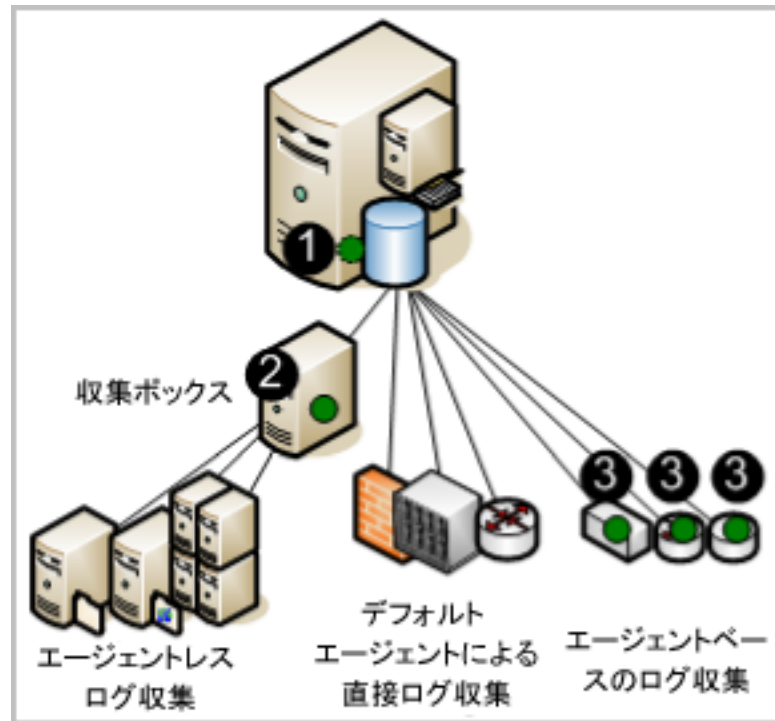 1
収集ボックス
2
3
3
3
エージェントレス
ログ収集
デフォルト
エージェントによる
直接ログ収集
エージェントベー
スのログ収集